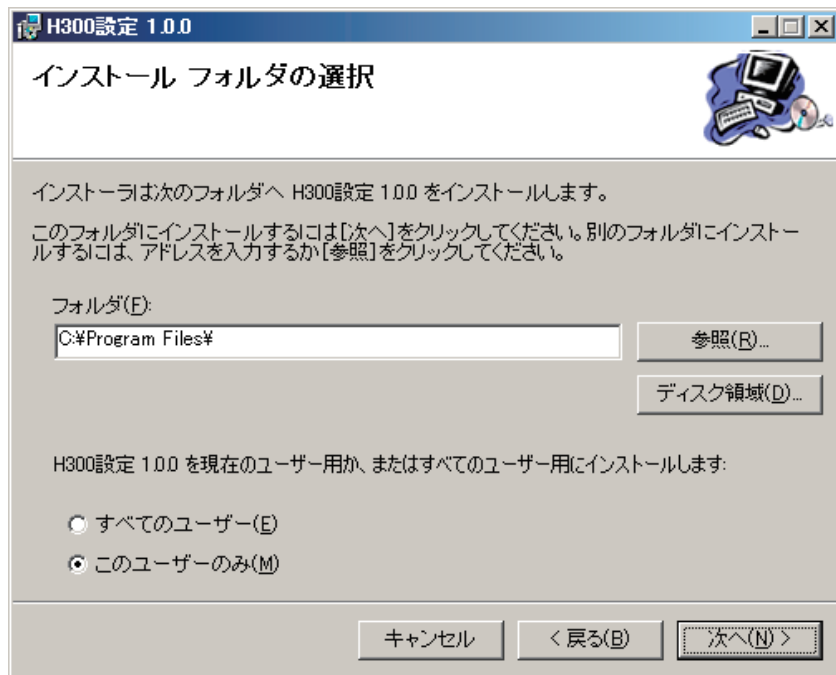 H300設定 1.0.0
インストール フォルダの選択
インストーラは次のフォルダへ H300設定 1.0.0 をインストールします。
このフォルダにインストールするには[次へ]をクリックしてください。別のフォルダにインストー
ルするには、アドレスを入力するか[参照]をクリックしてください。
フォルダ(F):
C:¥Program Files¥
参照(R)...
ディスク領域(D)...
H300設定 1.0.0 を現在のユーザー用か、またはすべてのユーザー用にインストールします:
すべてのユーザー(E)
このユーザーのみ(M)
キャンセル
< 戻る(B)
次へ(N) >